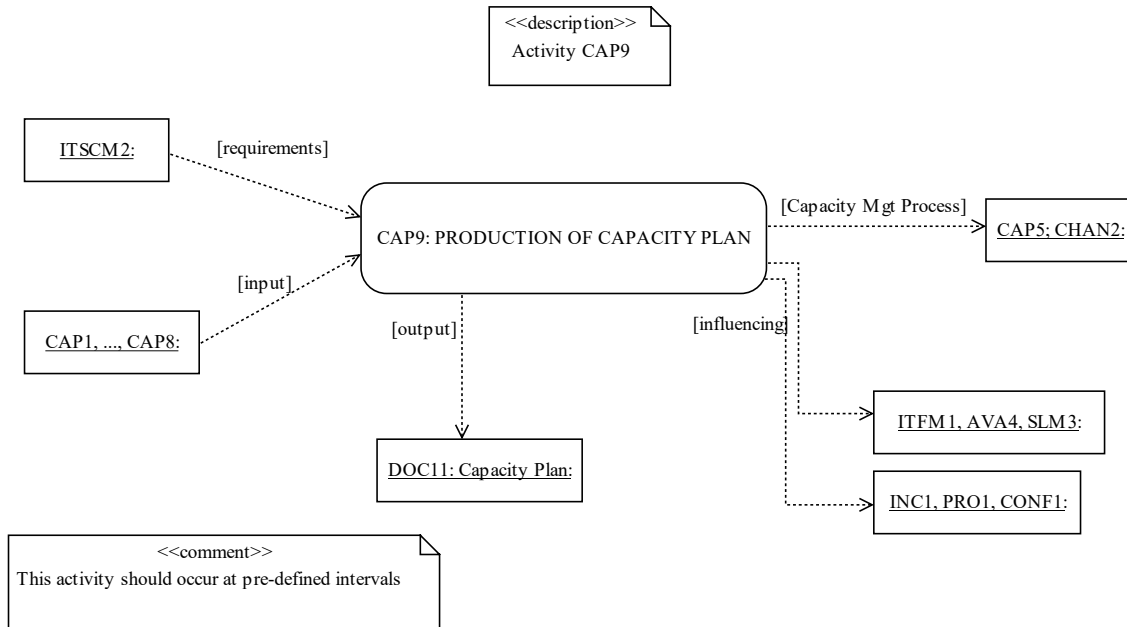 <<description>>
Activity CAP9
ITSCM2:
[requirements]
[Capacity Mgt Process]
CAP9: PRODUCTION OF CAPACITY PLAN
CAP5; CHAN2:
[input]
[output]
[influencing]
CAP1, ..., CAP8:
ITFM1, AVA4, SLM3:
DOC11: Capacity Plan:
INC1, PRO1, CONF1:
<<comment>>
This activity should occur at pre-defined intervals